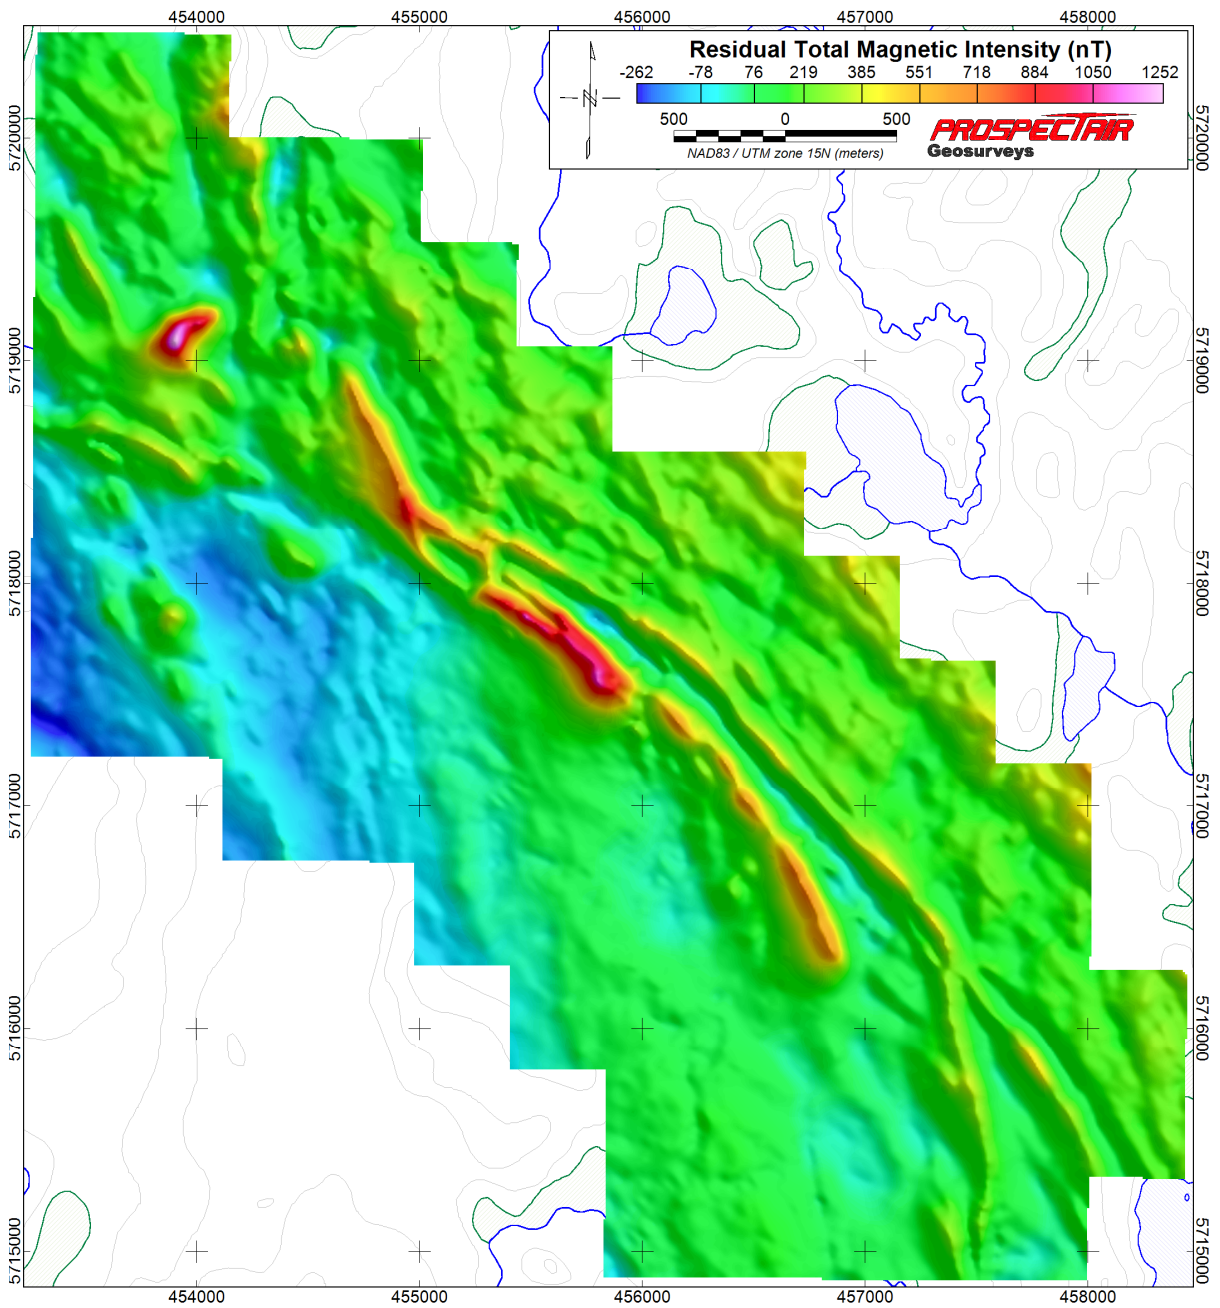 454000 455000 456000 457000 458000
Residual Total Magnetic Intensity (nT)
-262 -78 76 219 385 551 718 884 1050 1252
N
500 0 500
NAD83 / UTM zone 15N (meters)
PROSPECTAIR
Geosurveys
5720000 5720000
5719000 5719000
5718000 5718000
5717000 5717000
5716000 5716000
5715000 5715000
454000 455000 456000 457000 458000